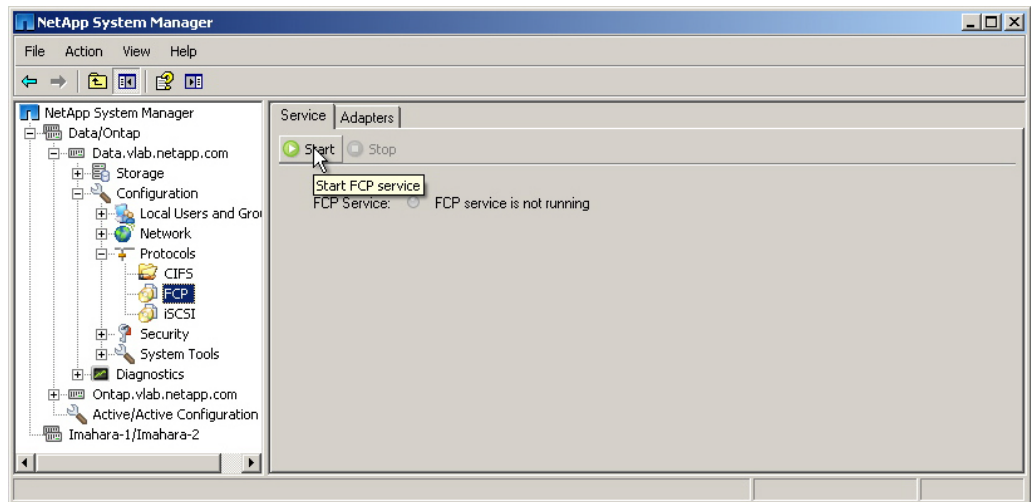 NetApp System Manager
File Action View Help
NetApp System Manager
Data/Ontap
Data.vlab.netapp.com
Storage
Configuration
Local Users and Grou
Network
Protocols
CIFS
FCP
iSCSI
Security
System Tools
Diagnostics
Ontap.vlab.netapp.com
Active/Active Configuration
Imahara-1/Imahara-2
Service Adapters
Start Stop
Start FCP service
FCP Service: FCP service is not running